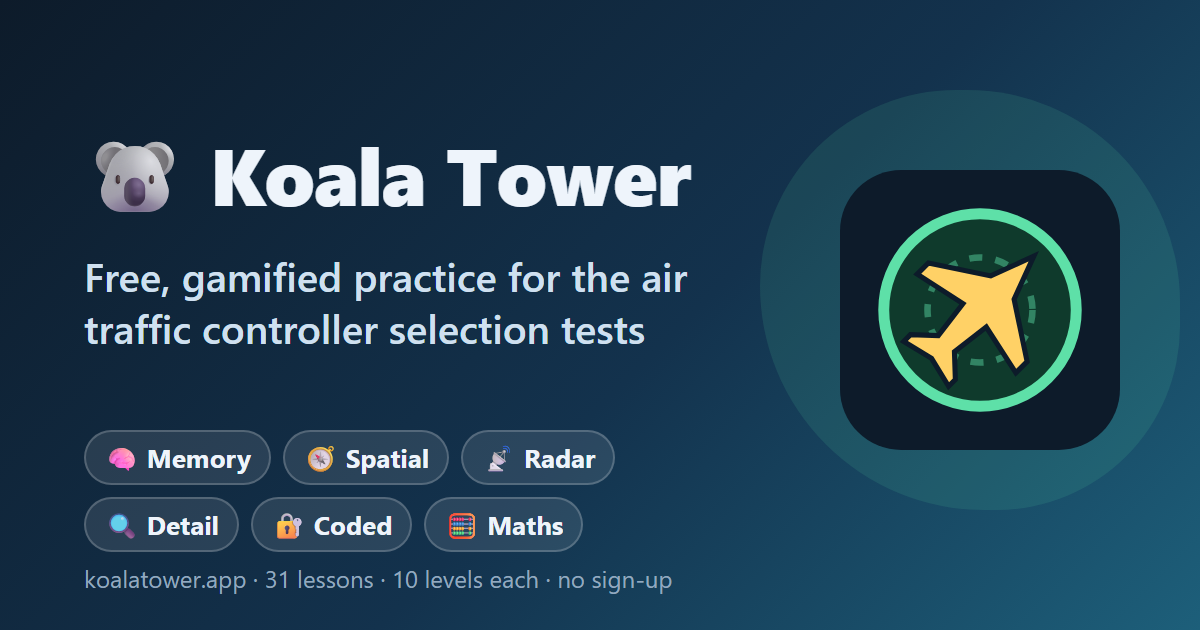 Koala Tower
Free, gamified practice for the air
traffic controller selection tests
Memory Spatial Radar
Detail Coded Maths
koalatower.app · 31 lessons · 10 levels each · no sign-up